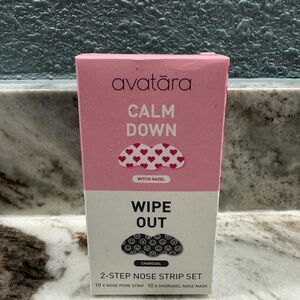 avatāra
CALM
DOWN
WITCH HAZEL
WIPE
OUT
CHARCOAL
2-STEP NOSE STRIP SET
10 x NOSE PORE STRIP 10 x HYDROGEL NOSE MASK